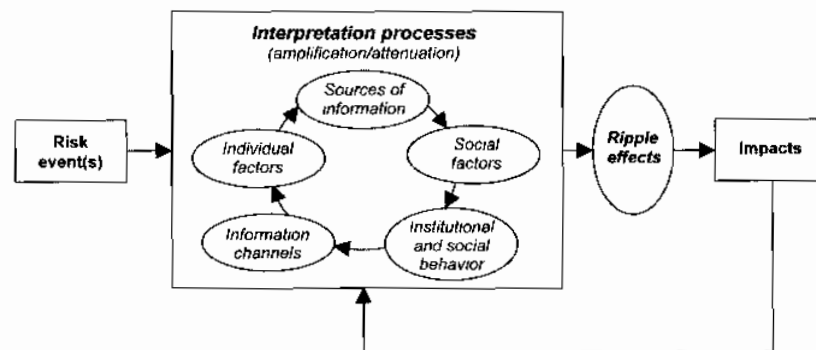 Interpretation processes
(amplification/attenuation)
Sources of
information
Risk
event(s)
Individual
factors
Social
factors
Ripple
effects
Impacts
Information
channels
Institutional
and social
behavior